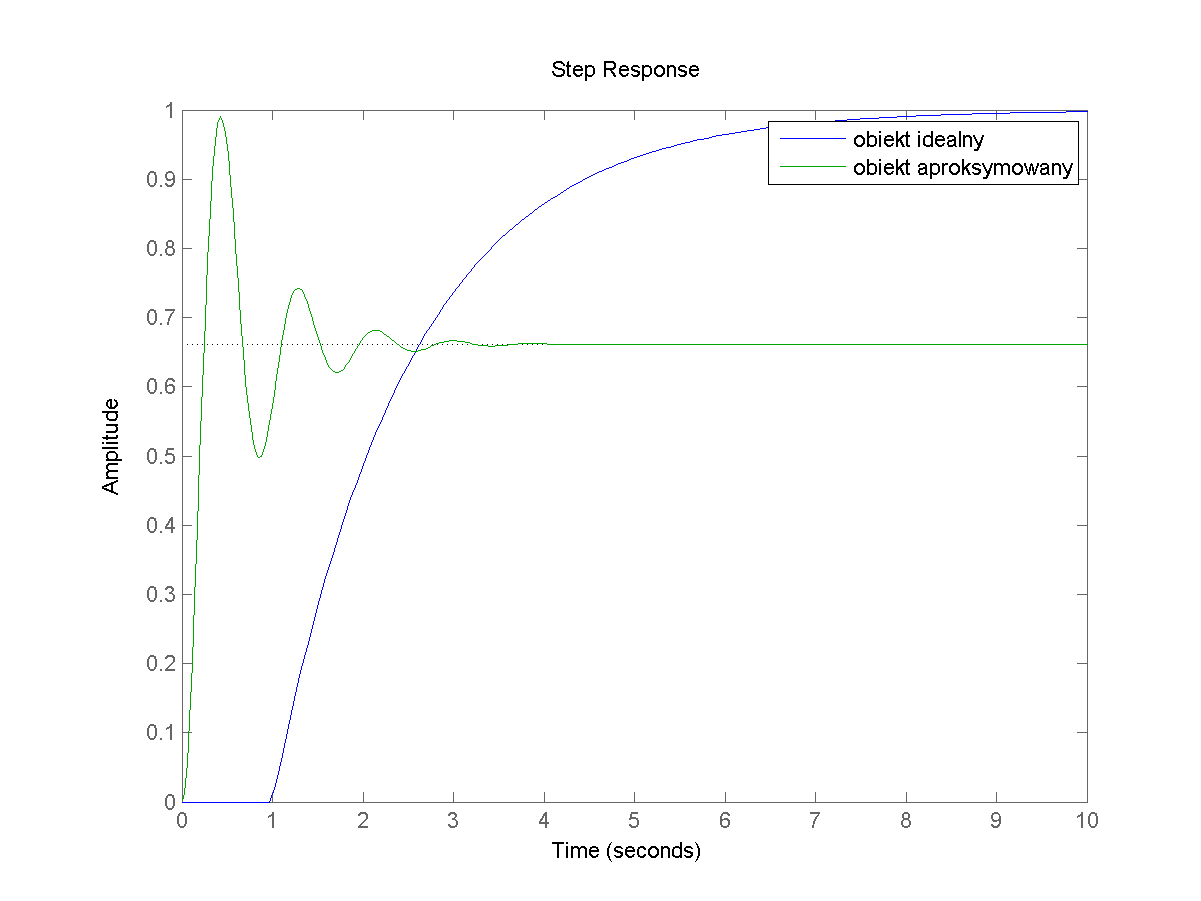 Step Response
obiekt idealny
obiekt aproksymowany
Amplitude
1
0.9
0.8
0.7
0.6
0.5
0.4
0.3
0.2
0.1
0
0 1 2 3 4 5 6 7 8 9 10
Time (seconds)